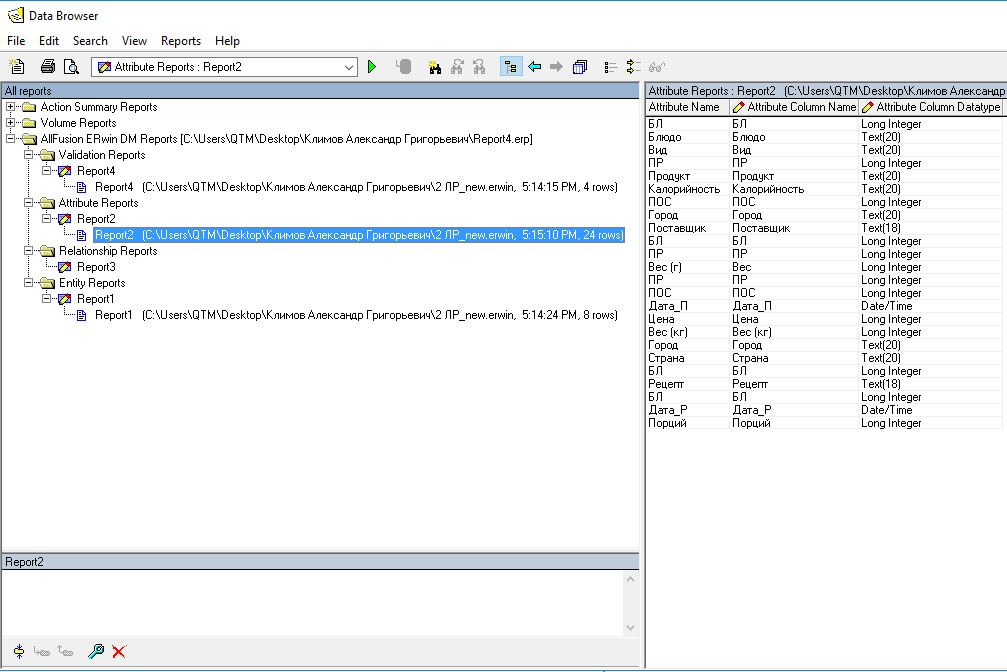 Data Browser
File Edit Search View Reports Help
Attribute Reports : Report2
All reports
Action Summary Reports
Volume Reports
AllFusion ERwin DM Reports [C:\Users\QTM\Desktop\Климов Александр Григорьевич\Report4.erp]
Validation Reports
Report4
Report4 (C:\Users\QTM\Desktop\Климов Александр Григорьевич\2 ЛР_new.erwin, 5:14:15 PM, 4 rows)
Attribute Reports
Report2
Report2 (C:\Users\QTM\Desktop\Климов Александр Григорьевич\2 ЛР_new.erwin, 5:15:10 PM, 24 rows)
Relationship Reports
Report3
Entity Reports
Report1
Report1 (C:\Users\QTM\Desktop\Климов Александр Григорьевич\2 ЛР_new.erwin, 5:14:24 PM, 8 rows)
Report2
Attribute Reports : Report2 (C:\Users\QTM\Desktop\Климов Александр
Attribute Name Attribute Column Name Attribute Column Datatype
БЛ БЛ Long Integer
Блюдо Блюдо Text(20)
Вид Вид Text(20)
ПР ПР Long Integer
Продукт Продукт Text(20)
Калорийность Калорийность Text(20)
ПОС ПОС Long Integer
Город Город Text(20)
Поставщик Поставщик Text(18)
БЛ БЛ Long Integer
ПР ПР Long Integer
Вес (г) Вес Long Integer
ПР ПР Long Integer
ПОС ПОС Long Integer
Дата_П Дата_П Date/Time
Цена Цена Long Integer
Вес (кг) Вес (кг) Long Integer
Город Город Text(20)
Страна Страна Text(20)
БЛ БЛ Long Integer
Рецепт Рецепт Text(18)
БЛ БЛ Long Integer
Дата_Р Дата_Р Date/Time
Порций Порций Long Integer